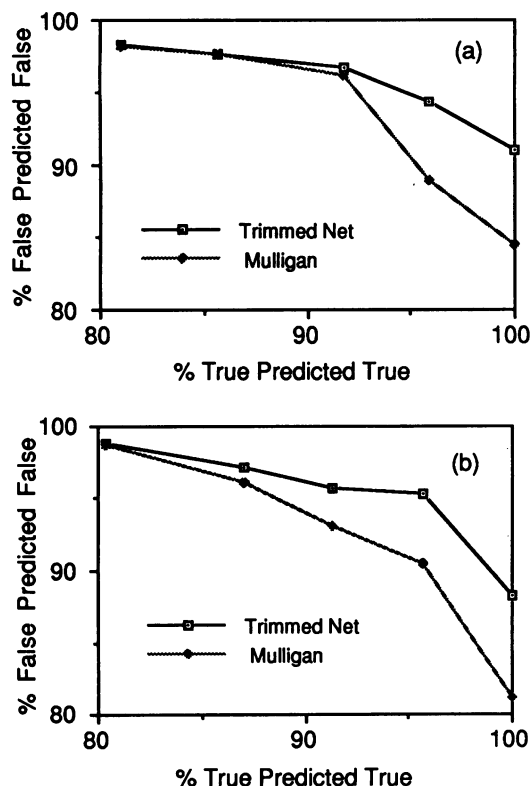 100
(a)
% False Predicted False
90
Trimmed Net
Mulligan
80
80 90 100
% True Predicted True
100
(b)
% False Predicted False
90
Trimmed Net
Mulligan
80
80 90 100
% True Predicted True